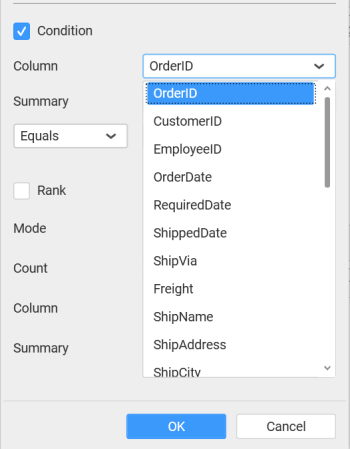 Condition
Column
OrderID
OrderID
Summary
CustomerID
Equals
EmployeeID
OrderDate
Rank
RequiredDate
Mode
ShippedDate
ShipVia
Count
Freight
Column
ShipName
Summary
ShipAddress
ShipCity
OK
Cancel